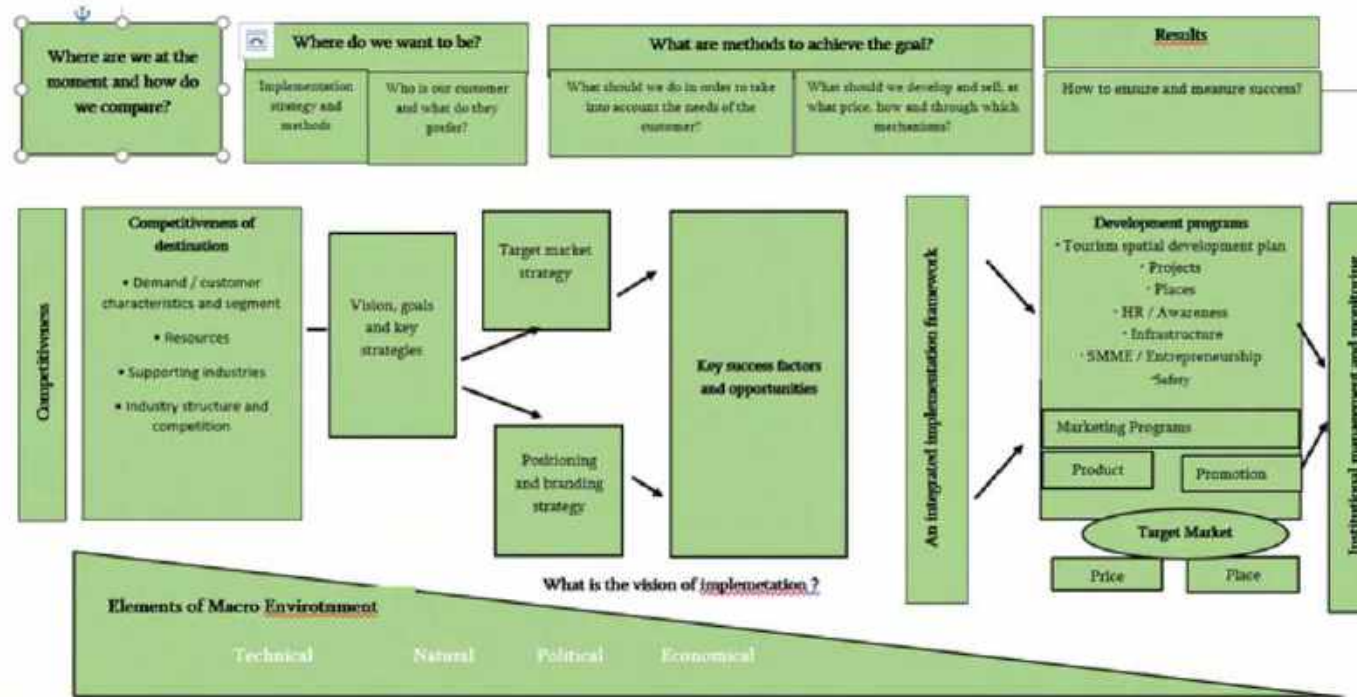 Where are we at the
moment and how do
we compare?
Where do we want to be?
Implementation
strategy and
methods
Who is our customer
and what do they
prefer?
What are methods to achieve the goal?
What should we do in order to take
into account the needs of the
customer?
What should we develop and sell, at
what price, how and through which
mechanisms?
Results
How to ensure and measure success?
Competitiveness
Competitiveness of
destination
• Demand / customer
characteristics and segment
• Resources
• Supporting industries
• Industry structure and
competition
Vision, goals
and key
strategies
Target market
strategy
Positioning
and branding
strategy
Key success factors
and opportunities
An integrated implementation framework
Development programs
· Tourism spatial development plan
· Projects
· Places
· HR / Awareness
· Infrastructure
· SMME / Entrepreneurship
·Safety
Marketing Programs
Product
Promotion
Target Market
Price
Place
Institutional management and monitoring
What is the vision of implemetation ?
Elements of Macro Envirotnment
Technical
Natural
Political
Economical